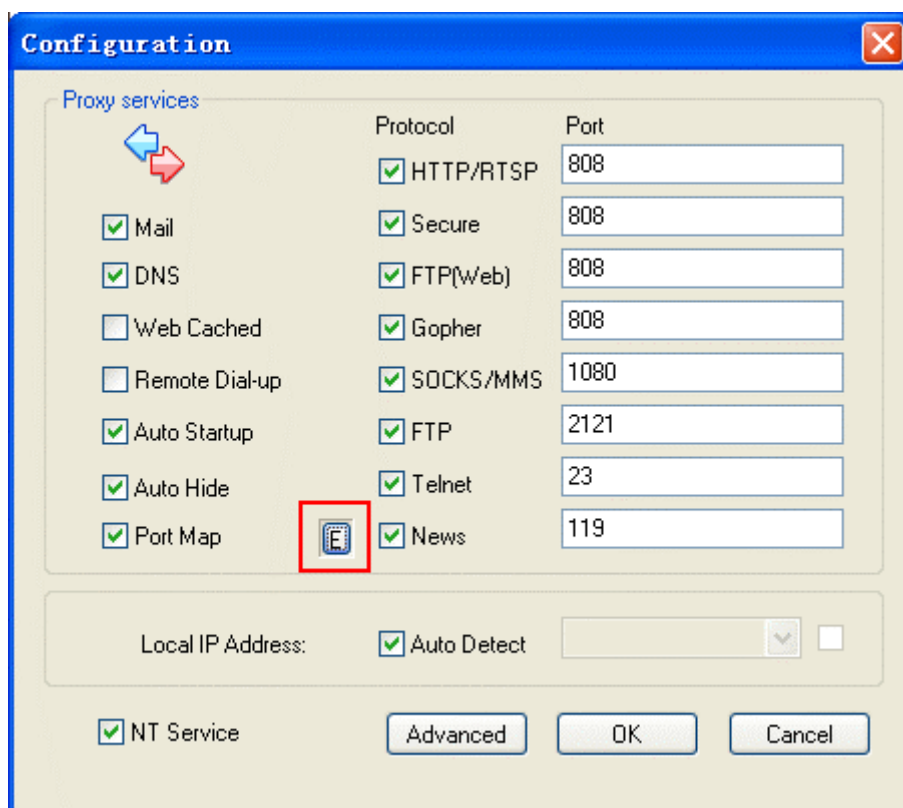 Configuration
Proxy services
Protocol Port
HTTP/RTSP 808
Mail Secure 808
DNS FTP(Web) 808
Web Cached Gopher 808
Remote Dial-up SOCKS/MMS 1080
Auto Startup FTP 2121
Auto Hide Telnet 23
Port Map E News 119
Local IP Address: Auto Detect
NT Service Advanced OK Cancel